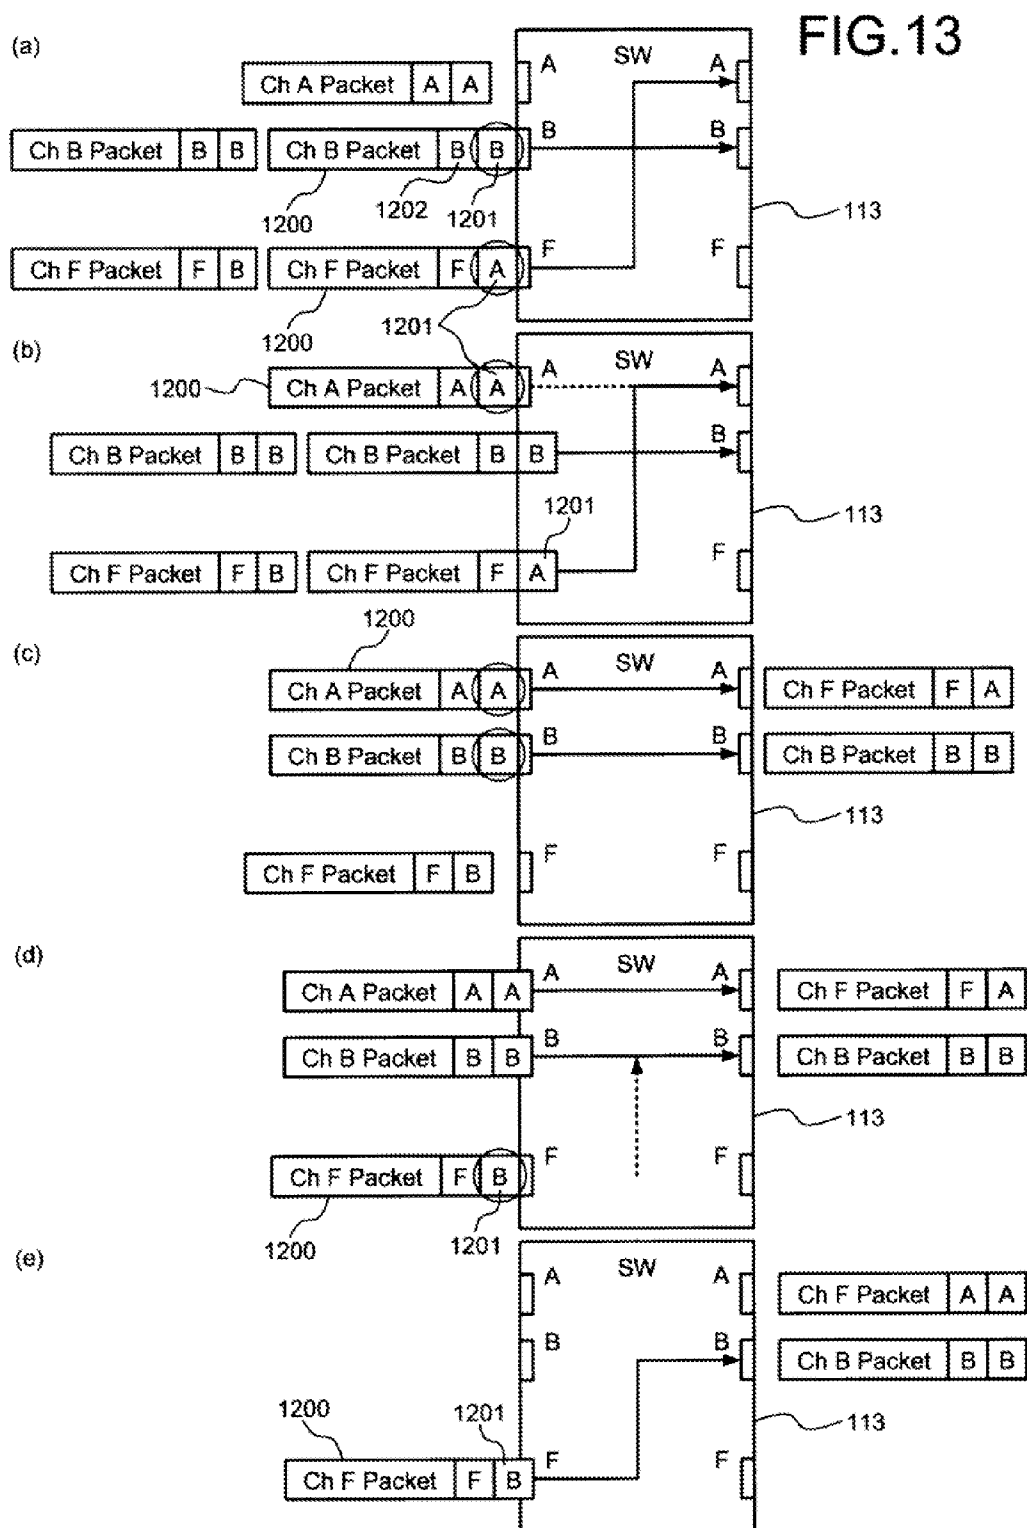 FIG.13
(a)
SW
A
A
Ch A Packet A A
B
B
Ch B Packet B B
Ch B Packet B B
1200
1202
1201
113
F
F
Ch F Packet F B
Ch F Packet F A
1200
1201
(b)
SW
A
A
1200
Ch A Packet A A
B
Ch B Packet B B
Ch B Packet B B
1201
113
F
Ch F Packet F B
Ch F Packet F A
1200
(c)
SW
A
A
Ch A Packet A A
Ch F Packet F A
B
B
Ch B Packet B B
Ch B Packet B B
113
F
F
Ch F Packet F B
(d)
SW
A
A
Ch A Packet A A
Ch F Packet F A
B
B
Ch B Packet B B
Ch B Packet B B
113
F
F
Ch F Packet F B
1200
1201
(e)
SW
A
A
Ch F Packet A A
B
B
Ch B Packet B B
1200
1201
113
F
F
Ch F Packet F B